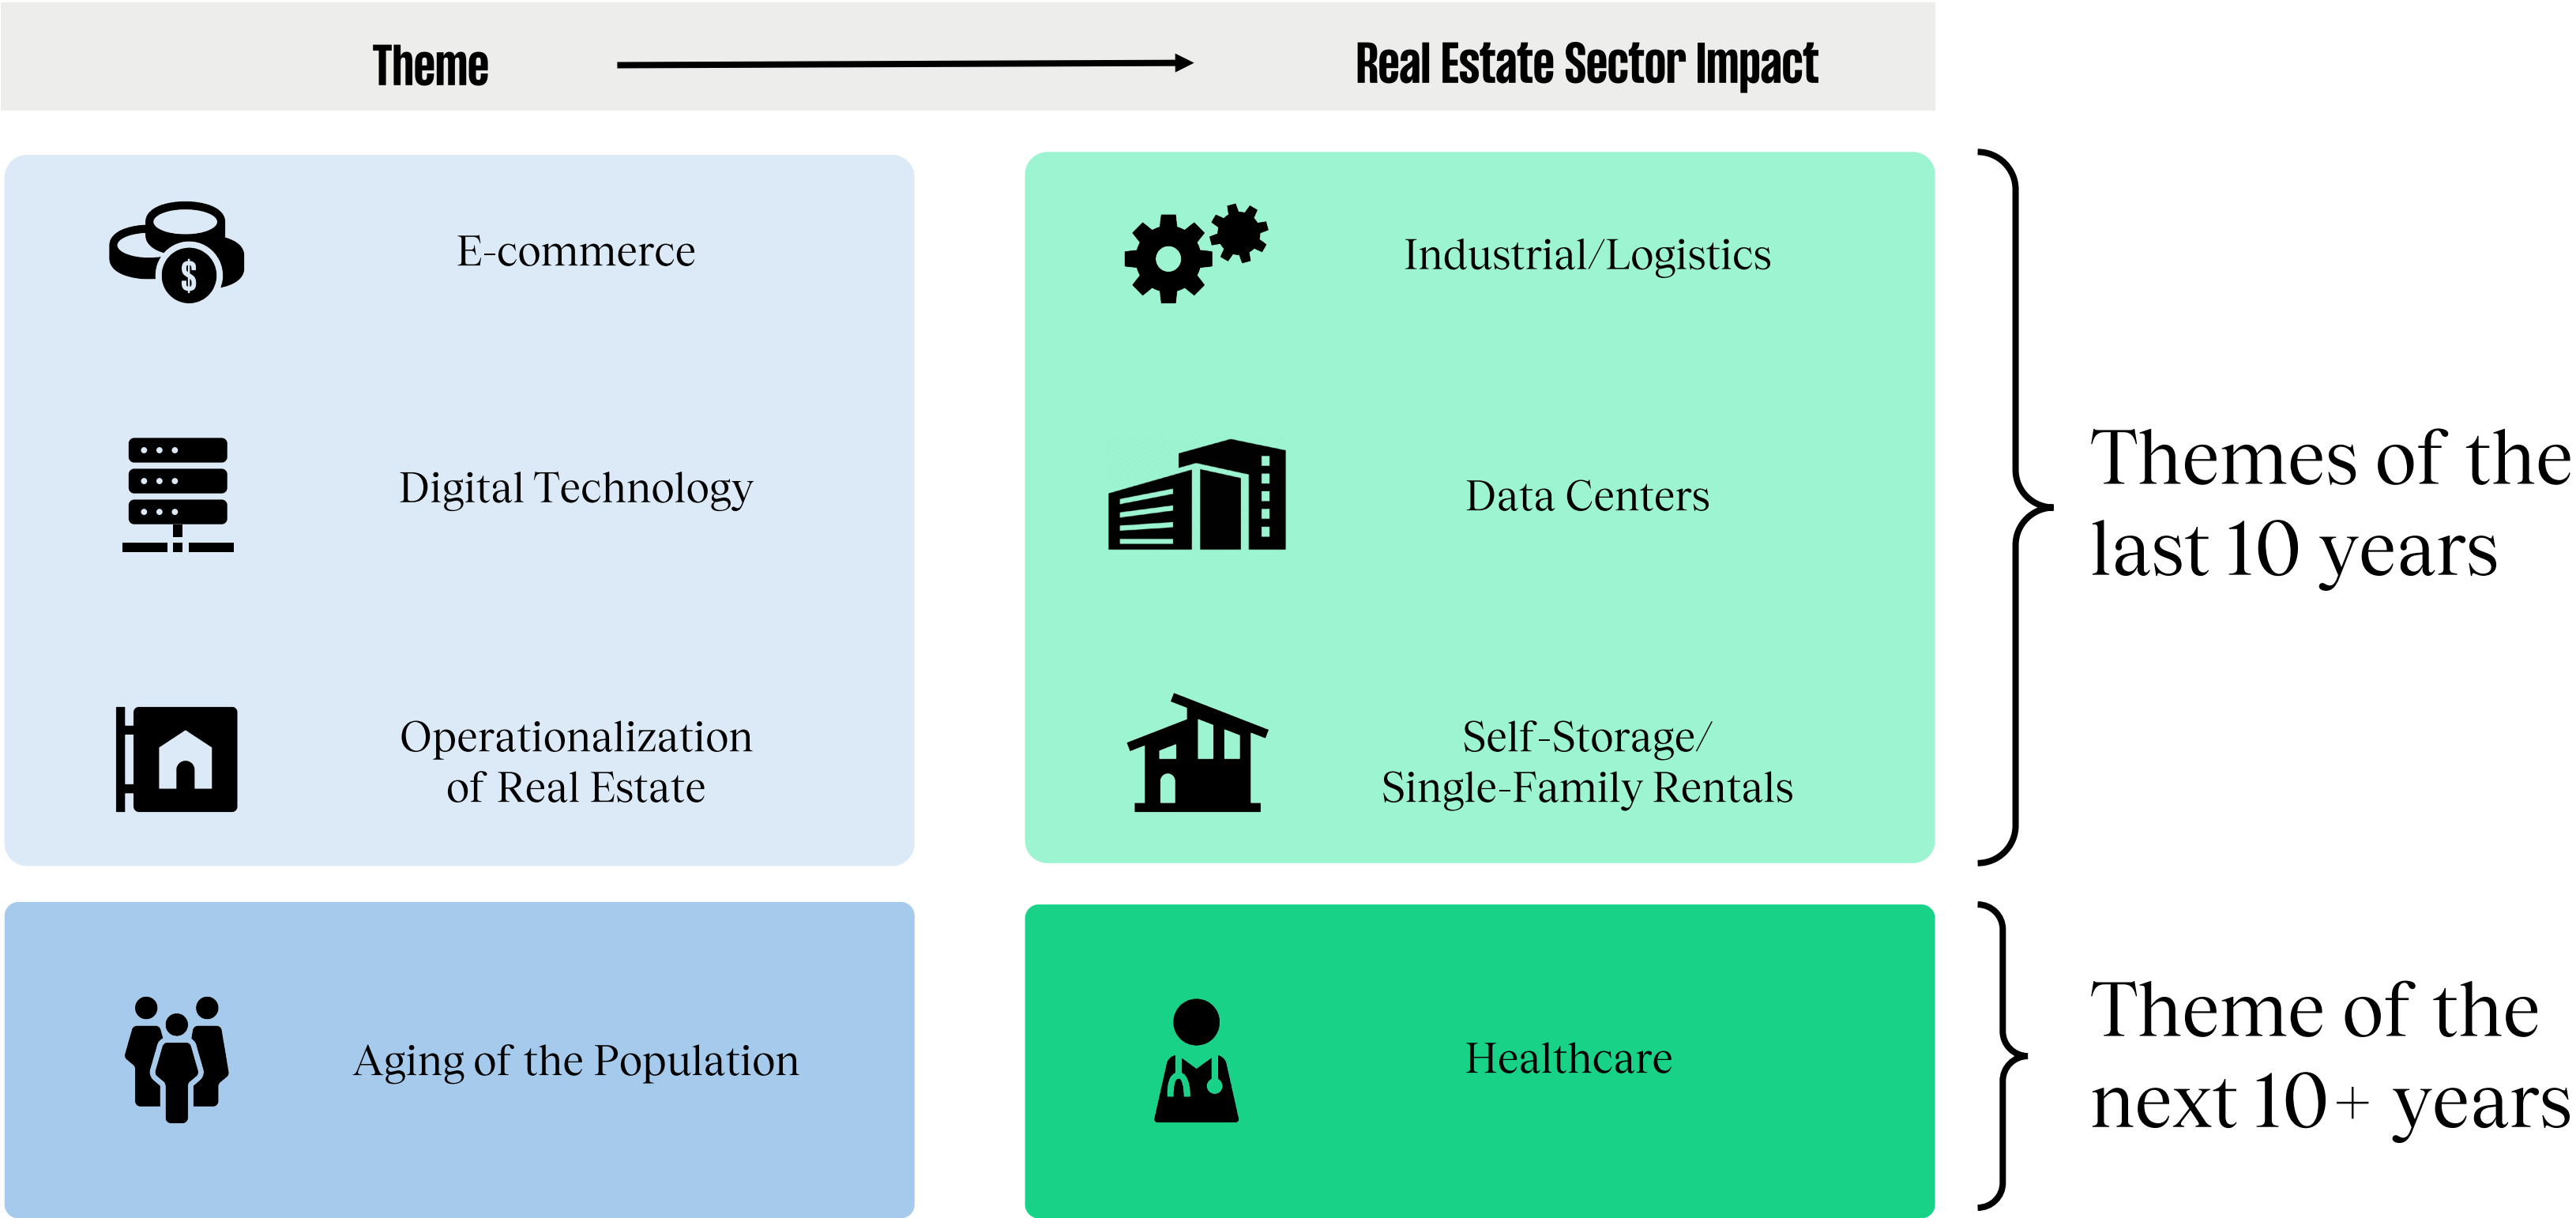 Theme
Real Estate Sector Impact
E-commerce
Industrial/Logistics
Digital Technology
Data Centers
Operationalization
of Real Estate
Self-Storage/
Single-Family Rentals
Themes of the
last 10 years
Aging of the Population
Healthcare
Theme of the
next 10+ years
$